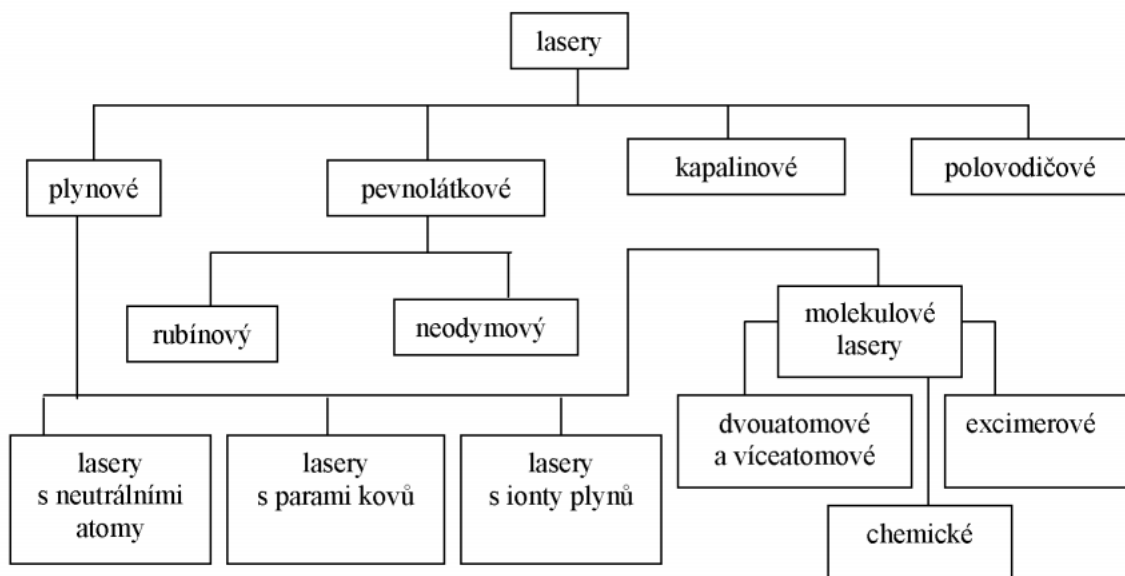 lasery
plynové
pevnolátkové
kapalinové
polovodičové
rubínový
neodymový
molekulové
lasery
lasery
s neutrálními
atomy
lasery
s parami kovů
lasery
s ionty plynů
dvouatomové
a víceatomové
excimerové
chemické